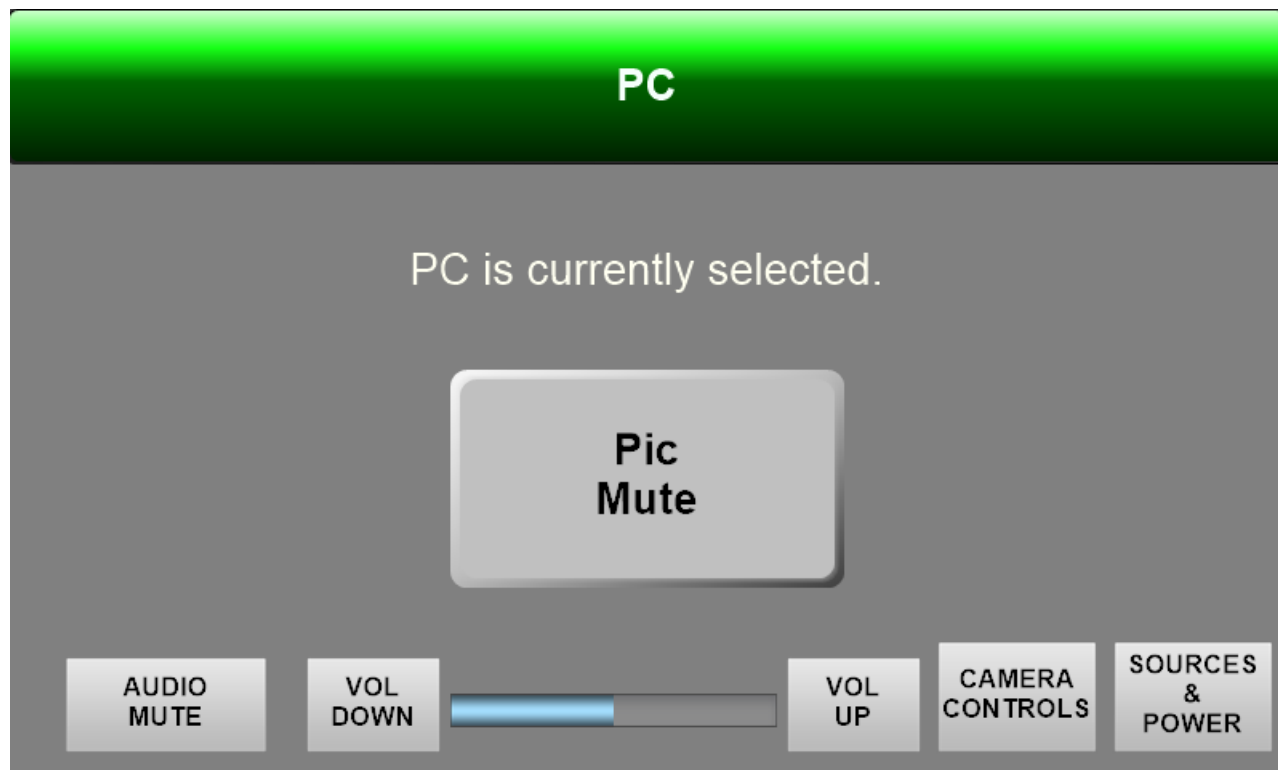 PC
PC is currently selected.
Pic
Mute
AUDIO
MUTE
VOL
DOWN
VOL
UP
CAMERA
CONTROLS
SOURCES
&
POWER